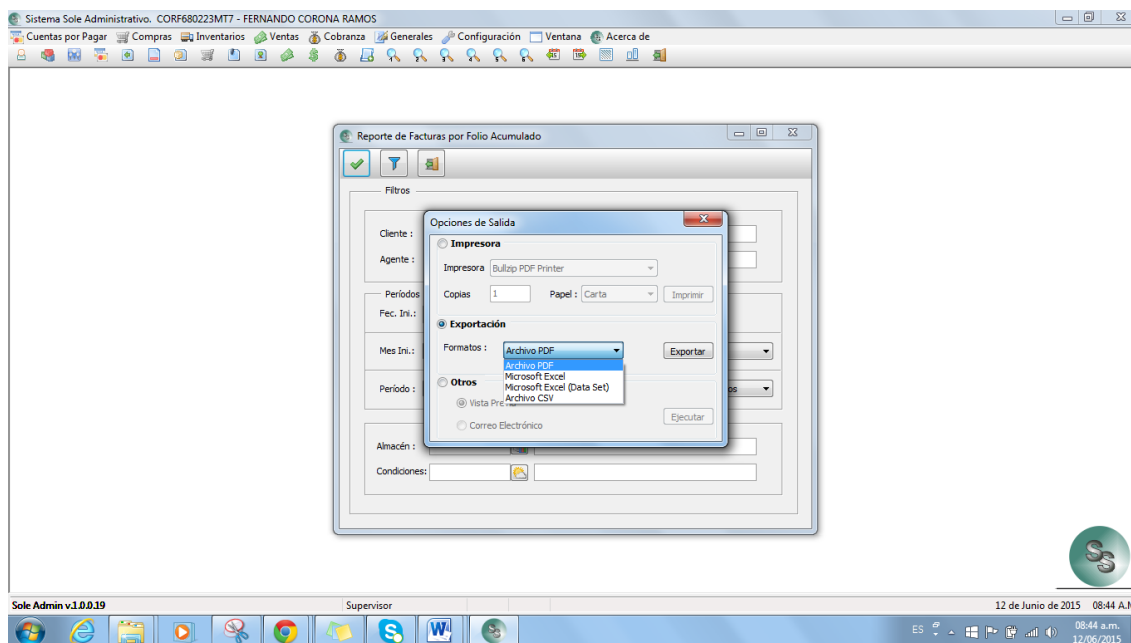 Sistema Sole Administrativo. CORF680223MT7 - FERNANDO CORONA RAMOS
Cuentas por Pagar Compras Inventarios Ventas Cobranza Generales Configuración Ventana Acerca de
Reporte de Facturas por Folio Acumulado
Filtros
Cliente :
Agente :
Períodos
Fec. Ini.:
Mes Ini.:
Período :
Almacén :
Condiciones:
Opciones de Salida
Impresora
Impresora Bullzip PDF Printer
Copias 1 Papel : Carta Imprimir
Exportación
Formatos : Archivo PDF Exportar
Archivo PDF
Microsoft Excel
Microsoft Excel (Data Set)
Archivo CSV
Otros
Vista Previa
Correo Electrónico
Ejecutar
os
SS
Sole Admin v.1.0.0.19 Supervisor 12 de Junio de 2015 08:44 A.M
ES 08:44 a.m.
12/06/2015